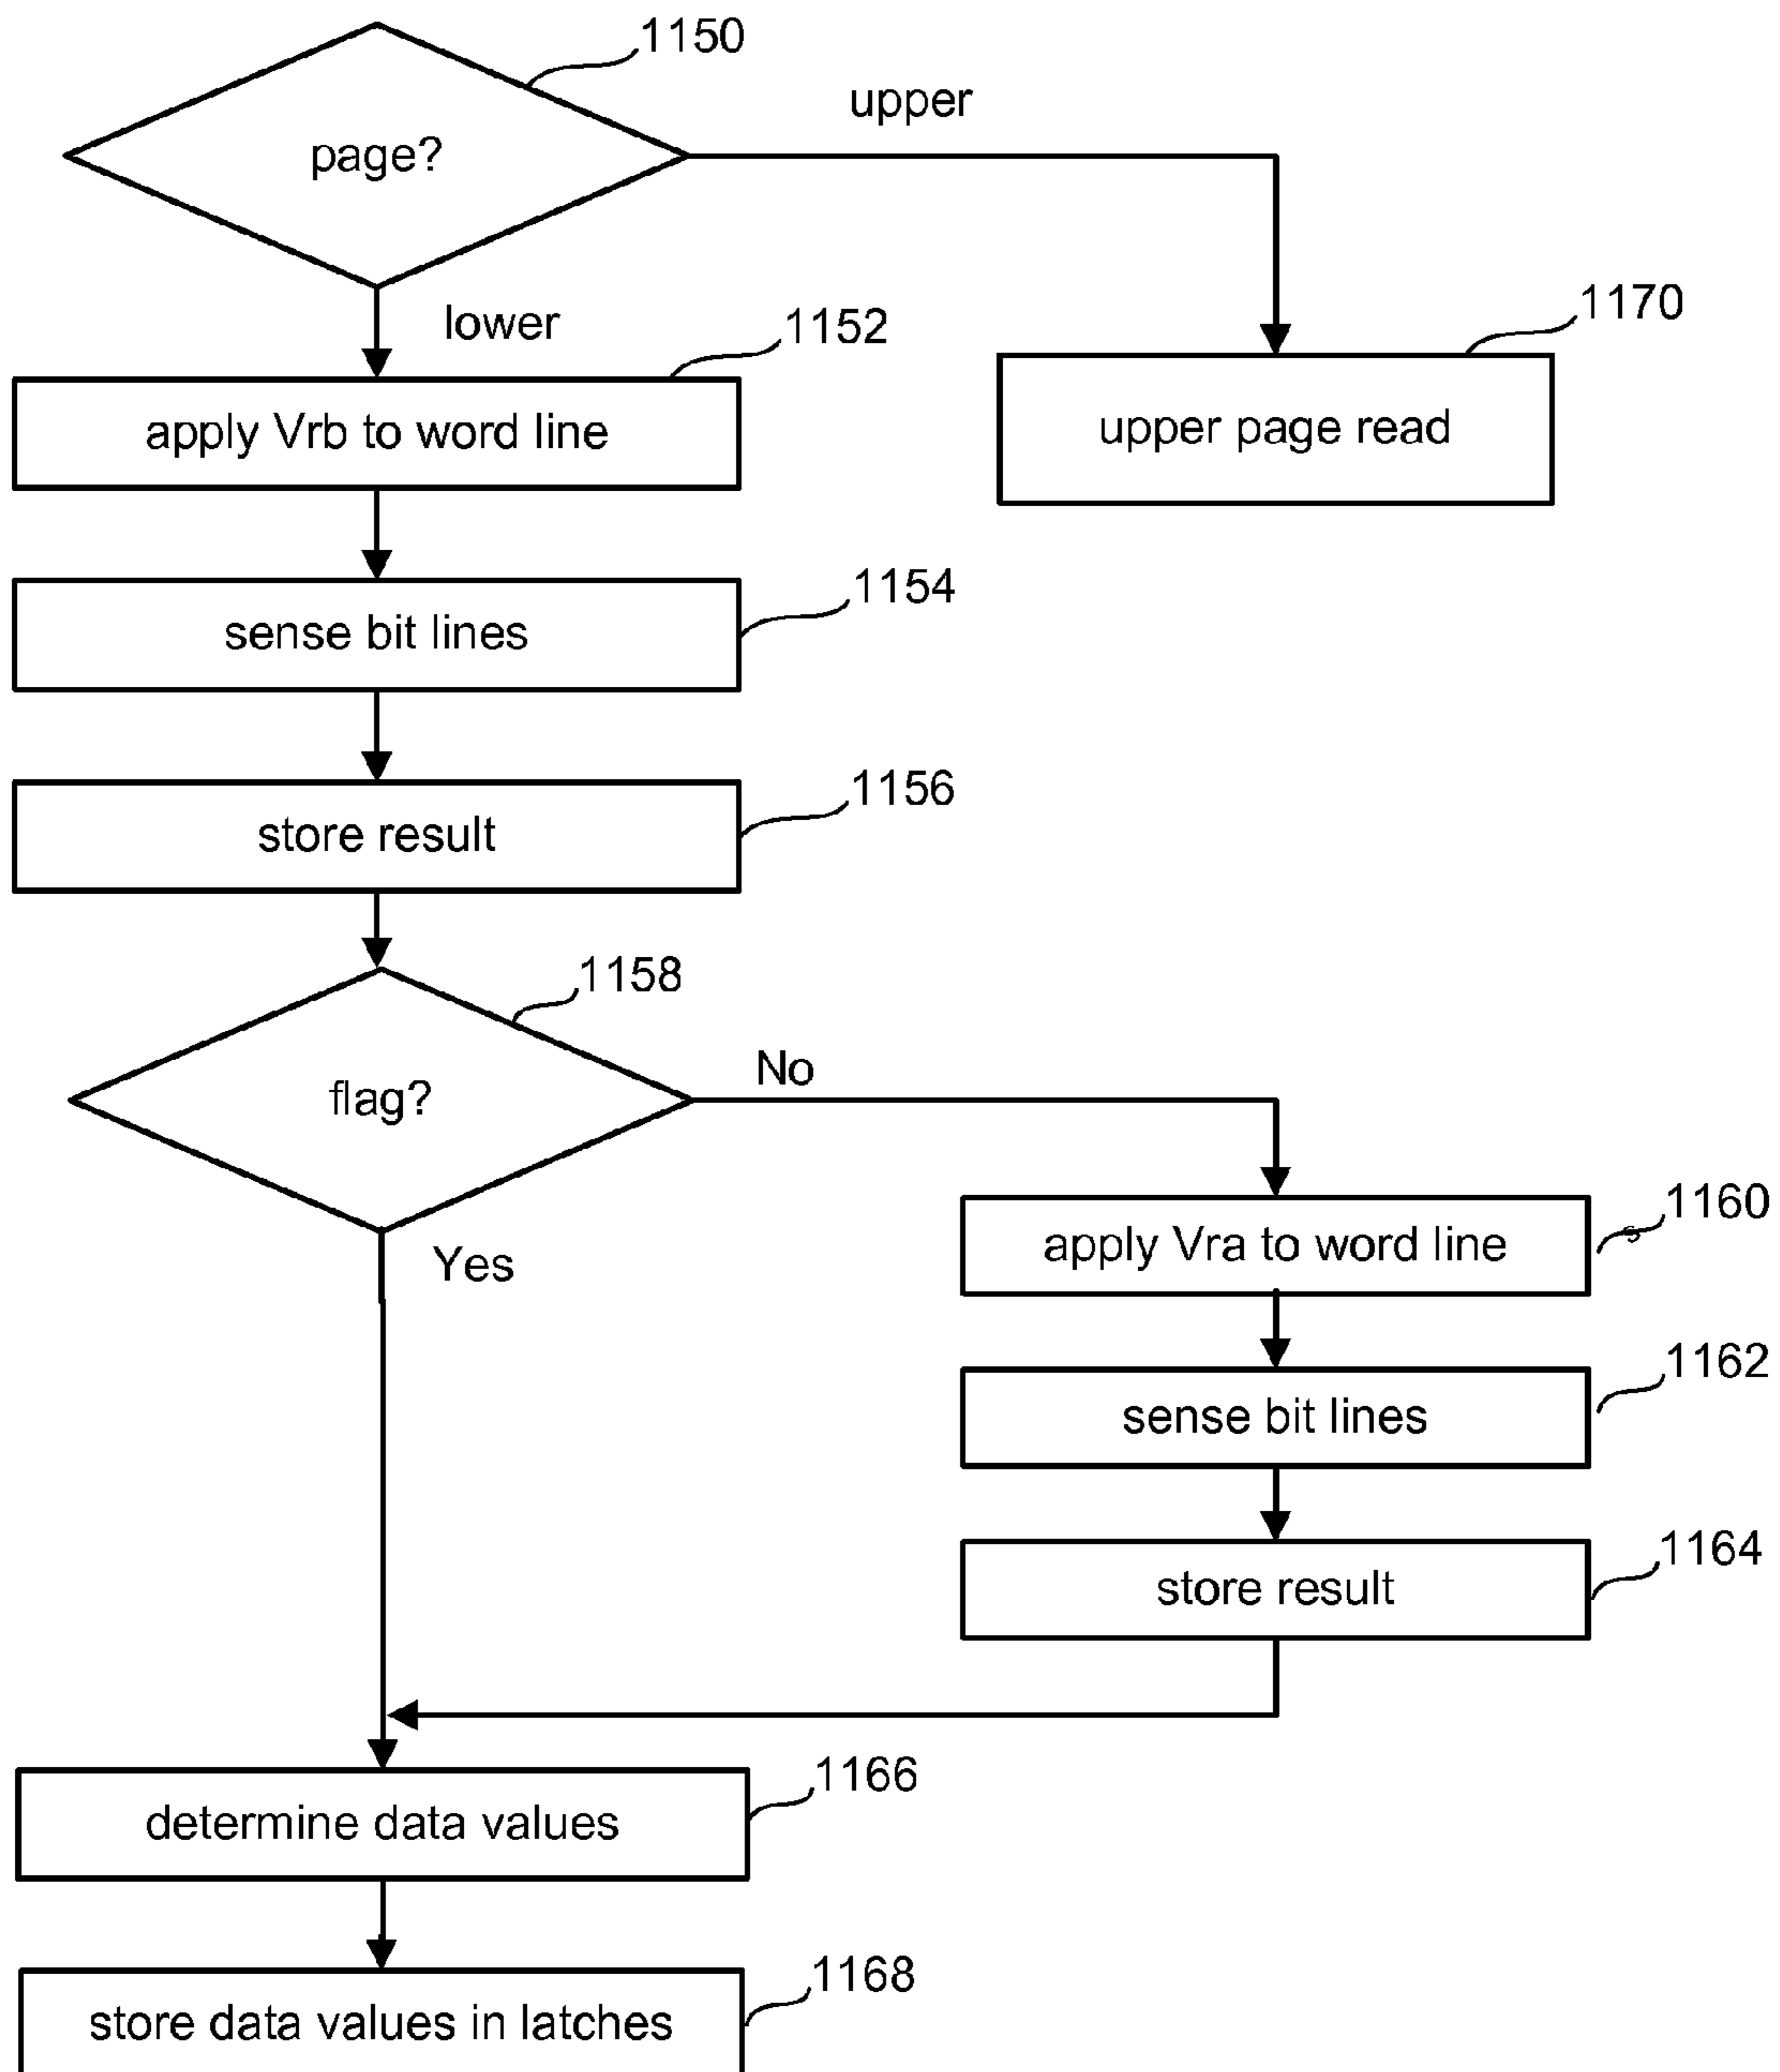 1150
upper
page?
lower
1152
1170
apply Vrb to word line
upper page read
1154
sense bit lines
1156
store result
1158
No
flag?
1160
apply Vra to word line
Yes
1162
sense bit lines
1164
store result
1166
determine data values
1168
store data values in latches